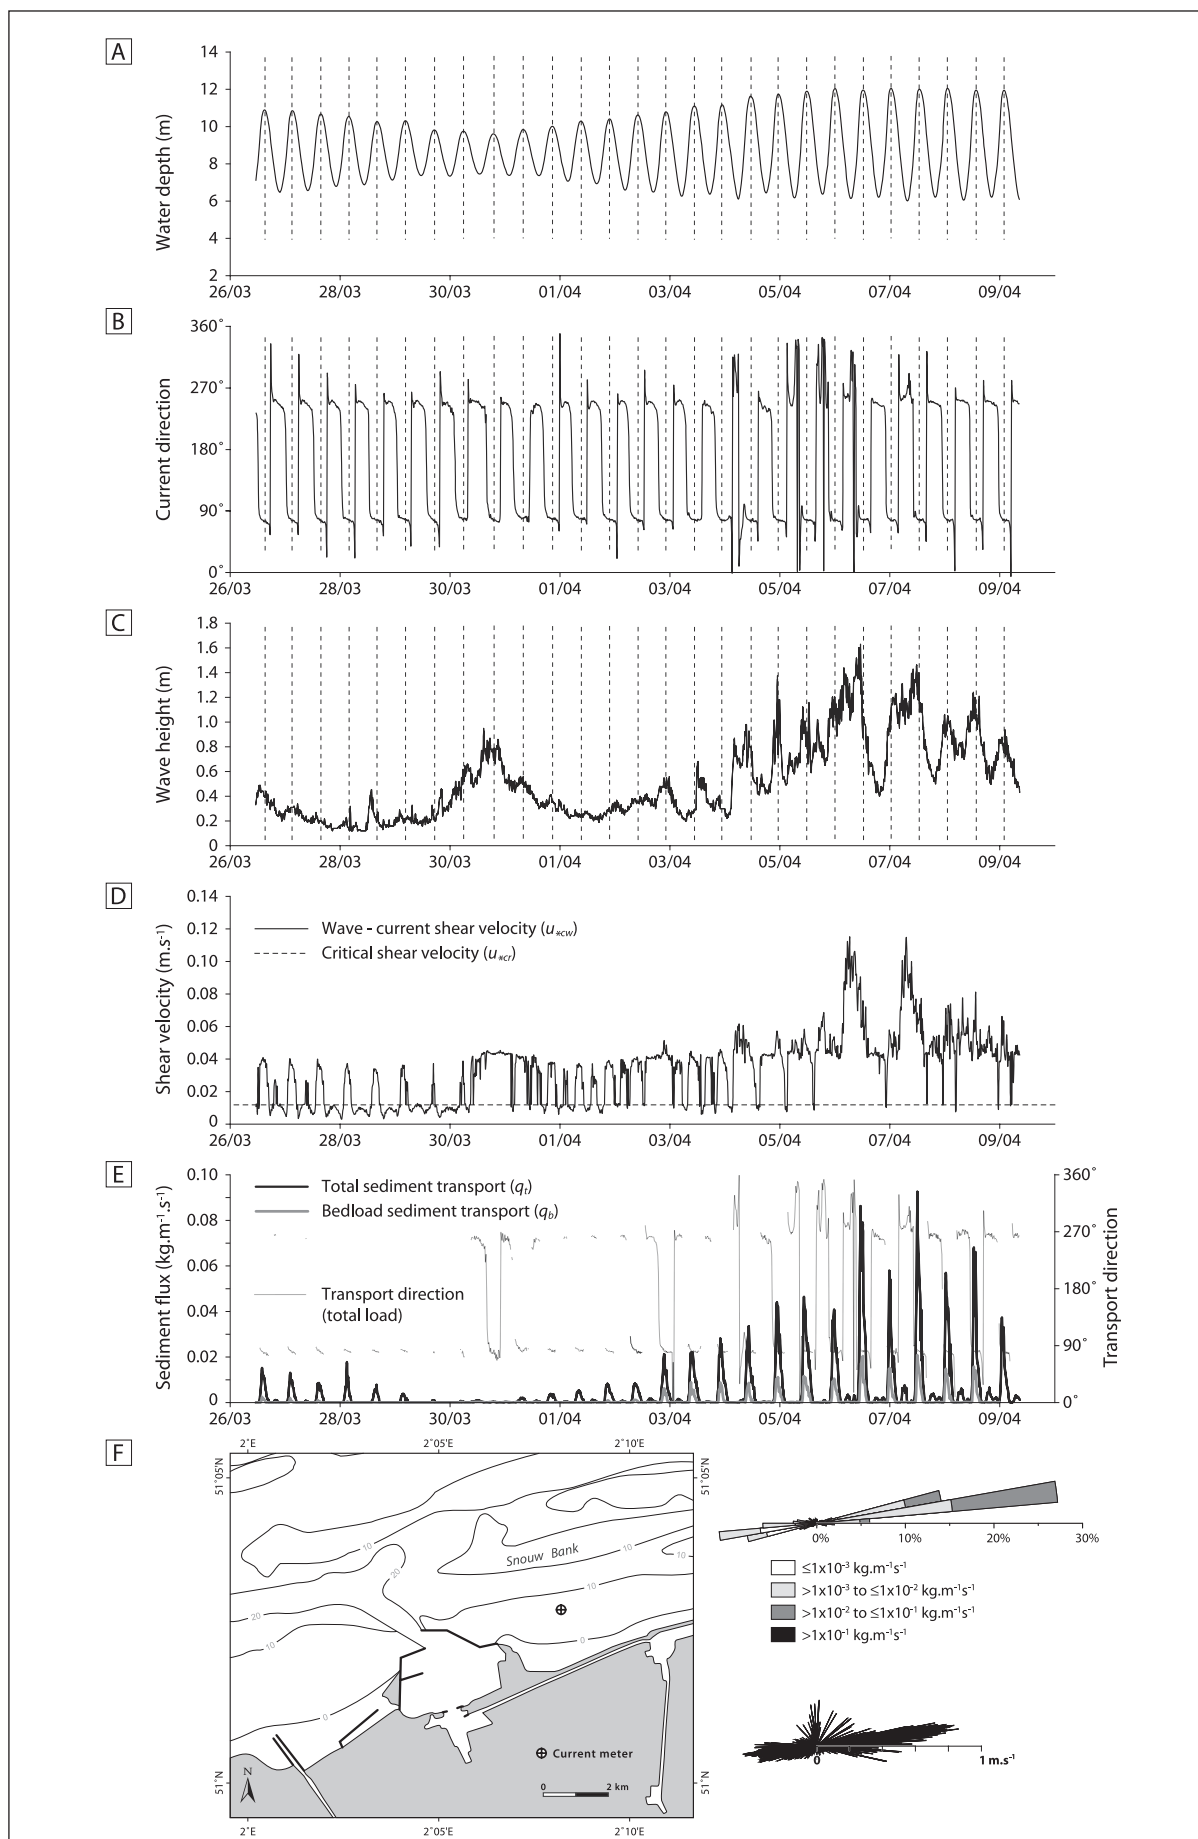 A
14
12
10
8
6
4
2
Water depth (m)
26/03 28/03 30/03 01/04 03/04 05/04 07/04 09/04
B
360°
270°
180°
90°
0°
Current direction
26/03 28/03 30/03 01/04 03/04 05/04 07/04 09/04
C
1.8
1.6
1.4
1.2
1.0
0.8
0.6
0.4
0.2
0
Wave height (m)
26/03 28/03 30/03 01/04 03/04 05/04 07/04 09/04
D
0.14
0.12
0.10
0.08
0.06
0.04
0.02
0
Shear velocity (m.s⁻¹)
Wave - current shear velocity (u*cw)
Critical shear velocity (u*cr)
26/03 28/03 30/03 01/04 03/04 05/04 07/04 09/04
E
0.10
0.08
0.06
0.04
0.02
0
Sediment flux (kg.m⁻¹.s⁻¹)
Total sediment transport (qt)
Bedload sediment transport (qb)
Transport direction
(total load)
360°
270°
180°
90°
0°
Transport direction
26/03 28/03 30/03 01/04 03/04 05/04 07/04 09/04
F
2°E 2°05'E 2°10'E
51°05'N 51°05'N
10
20
Snouw Bank
10
10
10
20
10
0
0
N
Current meter
0 2 km
51°N 51°N
2°E 2°05'E 2°10'E
0% 10% 20% 30%
≤1x10⁻³ kg.m⁻¹s⁻¹
>1x10⁻³ to ≤1x10⁻² kg.m⁻¹s⁻¹
>1x10⁻² to ≤1x10⁻¹ kg.m⁻¹s⁻¹
>1x10⁻¹ kg.m⁻¹s⁻¹
0 1 m.s⁻¹